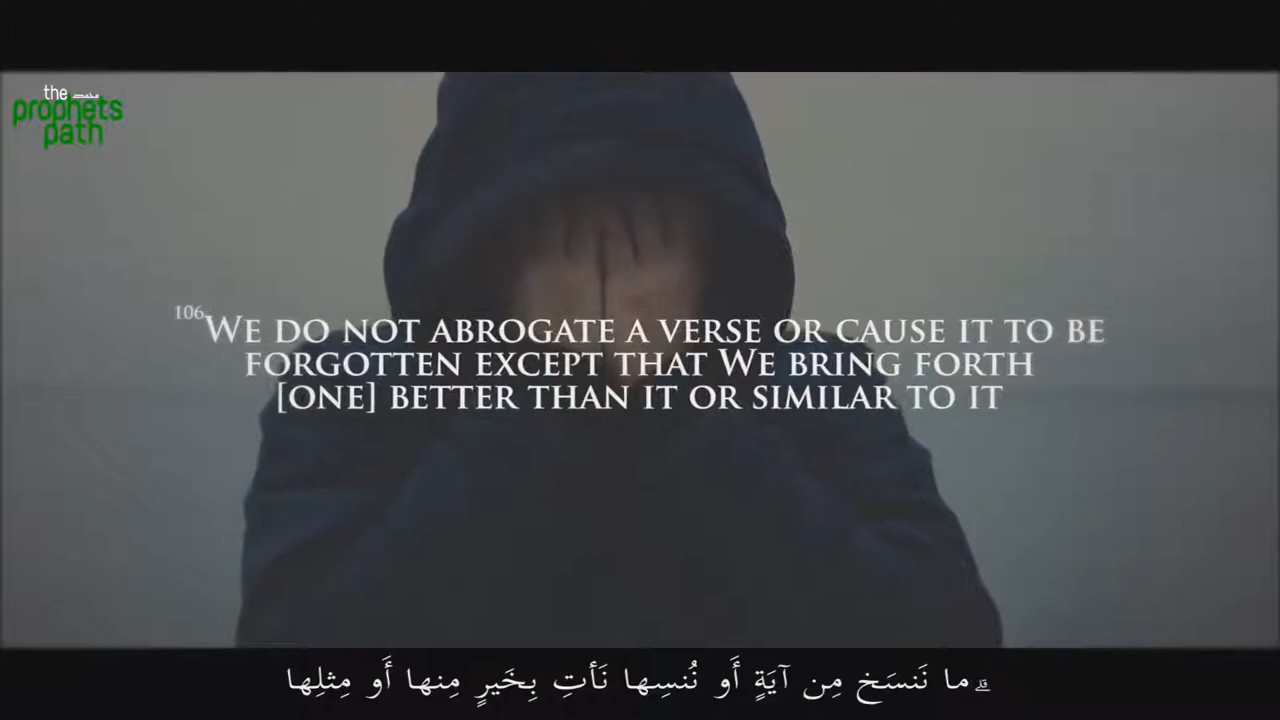 the
prophets
path
106-WE DO NOT ABROGATE A VERSE OR CAUSE IT TO BE
FORGOTTEN EXCEPT THAT WE BRING FORTH
[ONE] BETTER THAN IT OR SIMILAR TO IT
ما نَنسَخ مِن آيَةٍ أَو نُنسِها نَأتِ بِخَيرٍ مِنها أَو مِثلِها